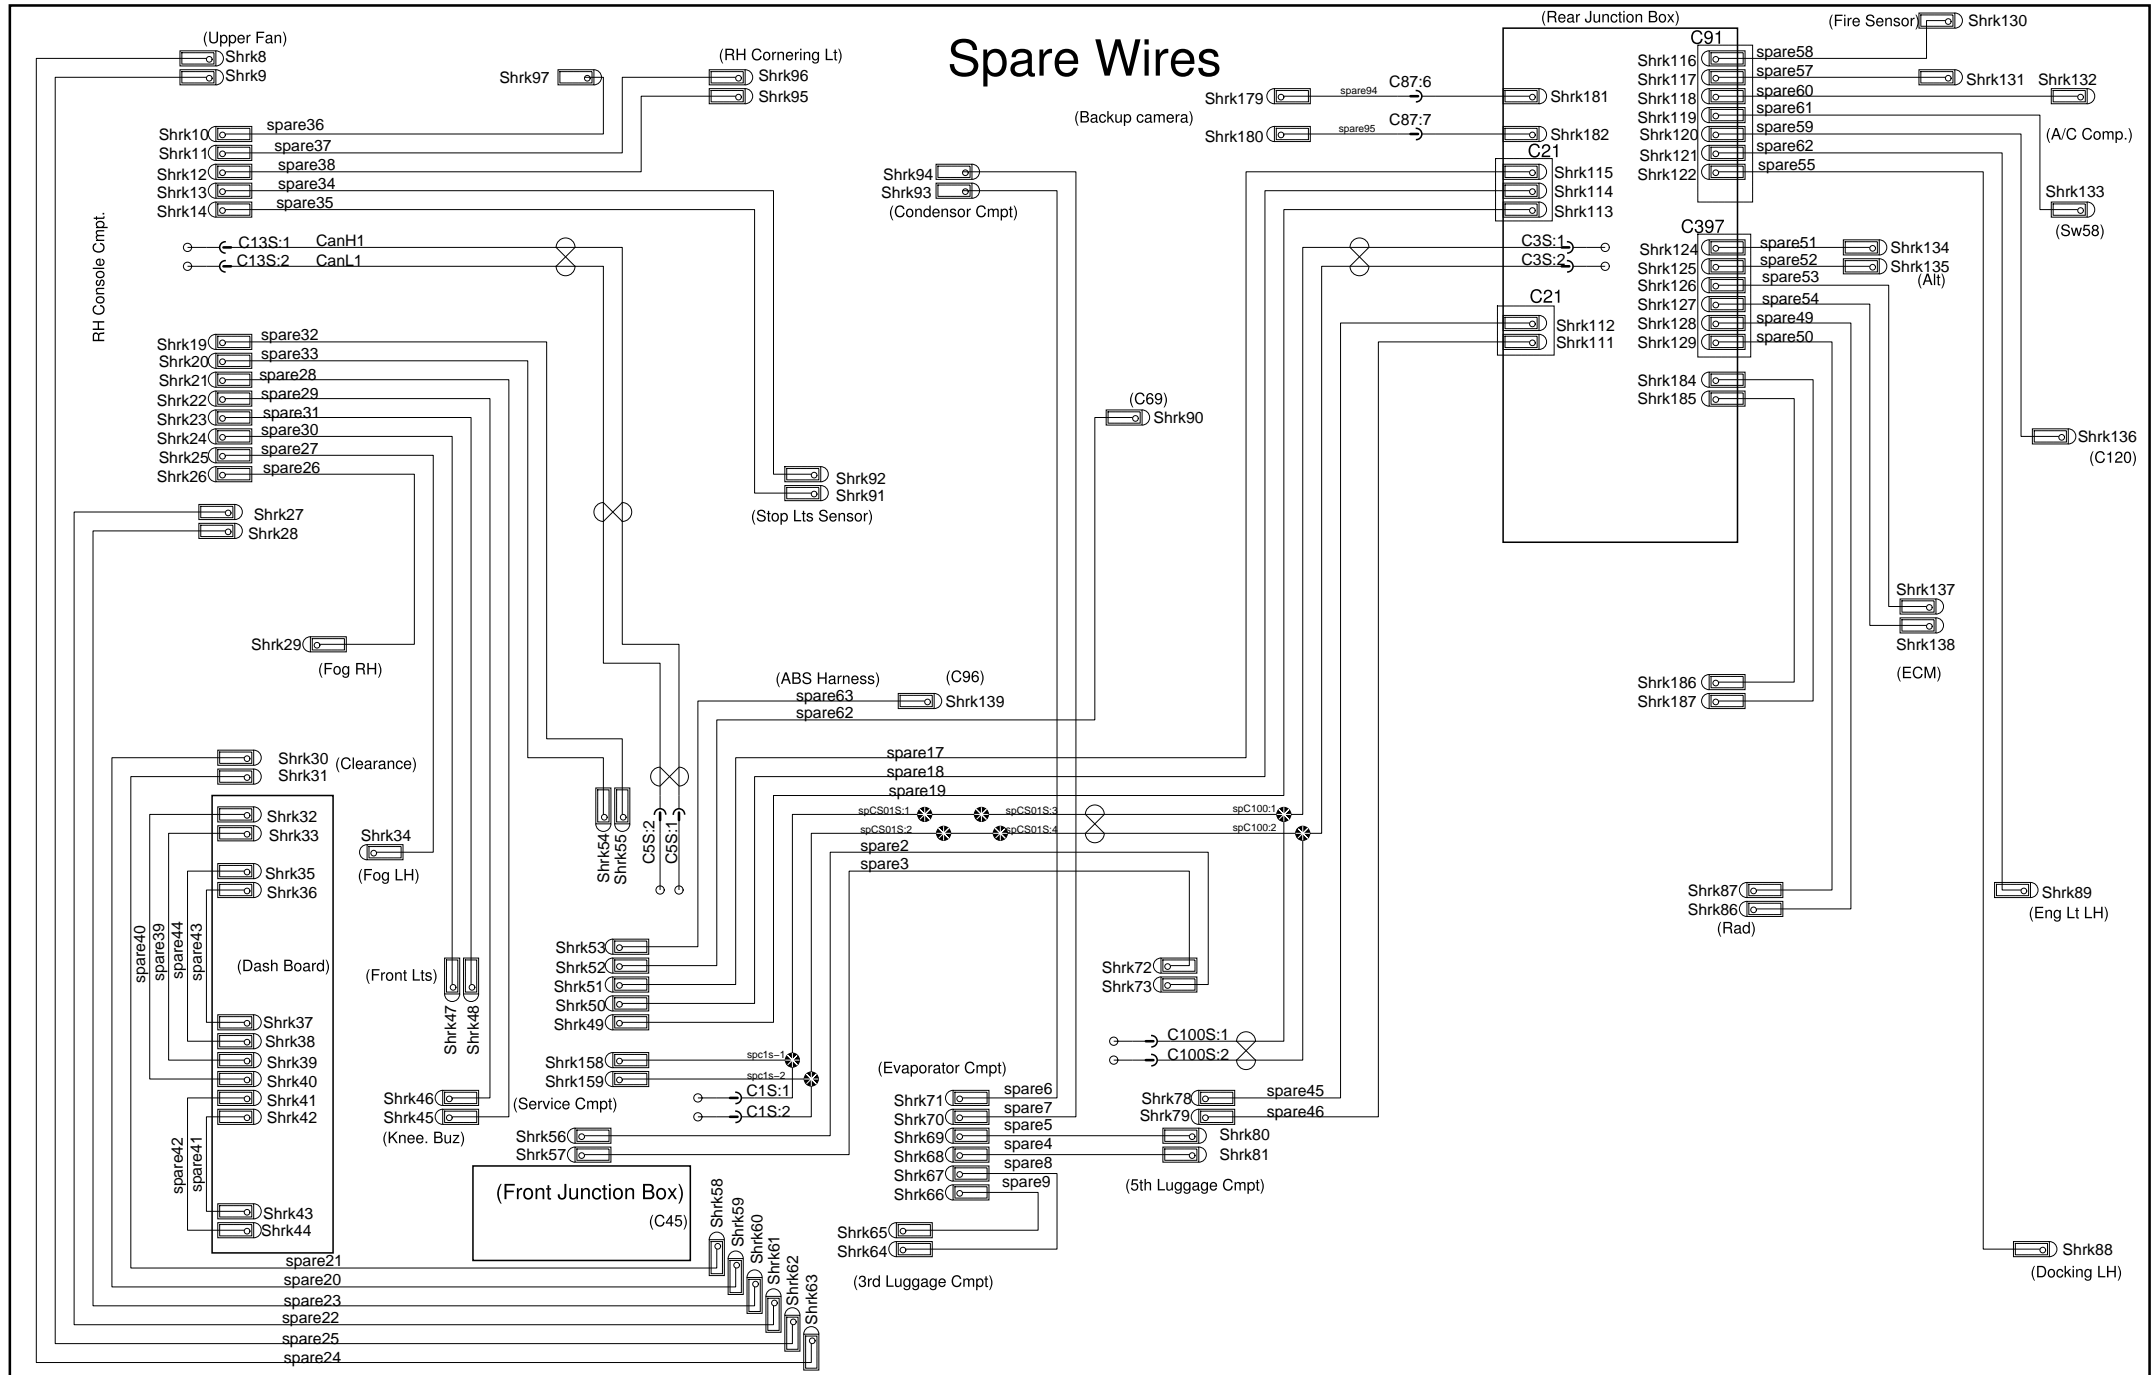 Spare Wires
(Upper Fan)
Shrk8
Shrk9
Shrk97
(RH Cornering Lt)
Shrk96
Shrk95
Shrk10
spare36
Shrk11
spare37
Shrk12
spare38
Shrk13
spare34
Shrk14
spare35
RH Console Cmpt.
C13S:1
CanH1
C13S:2
CanL1
Shrk19
spare32
Shrk20
spare33
Shrk21
spare28
Shrk22
spare29
Shrk23
spare31
Shrk24
spare30
Shrk25
spare27
Shrk26
spare26
Shrk27
Shrk28
Shrk29
(Fog RH)
Shrk30
(Clearance)
Shrk31
Shrk32
Shrk33
Shrk34
(Fog LH)
Shrk35
Shrk36
spare40
spare39
spare44
spare43
(Dash Board)
Shrk37
Shrk38
Shrk39
Shrk40
Shrk41
Shrk42
spare42
spare41
Shrk43
Shrk44
(Front Lts)
Shrk47
Shrk48
Shrk46
Shrk45
(Knee. Buz)
spare21
spare20
spare23
spare22
spare25
spare24
Shrk92
Shrk91
(Stop Lts Sensor)
Shrk54
Shrk55
C5S:2
C5S:1
(ABS Harness)
(C96)
spare63
Shrk139
spare62
spare17
spare18
spare19
spCS01S:1
spCS01S:3
spC100:1
spCS01S:2
spCS01S:4
spC100:2
spare2
spare3
Shrk53
Shrk52
Shrk51
Shrk50
Shrk49
Shrk158
spc1s-1
Shrk159
spc1s-2
(Service Cmpt)
C1S:1
C1S:2
Shrk56
Shrk57
(Front Junction Box)
(C45)
Shrk58
Shrk59
Shrk60
Shrk61
Shrk62
Shrk63
(Evaporator Cmpt)
Shrk71
spare6
Shrk70
spare7
Shrk69
spare5
Shrk68
spare4
Shrk67
spare8
Shrk66
spare9
Shrk65
Shrk64
(3rd Luggage Cmpt)
Shrk72
Shrk73
C100S:1
C100S:2
Shrk78
spare45
Shrk79
spare46
Shrk80
Shrk81
(5th Luggage Cmpt)
Shrk94
Shrk93
(Condensor Cmpt)
(C69)
Shrk90
(Backup camera)
Shrk179
spare94
C87:6
Shrk181
Shrk180
spare95
C87:7
Shrk182
(Rear Junction Box)
C21
Shrk115
Shrk114
Shrk113
C3S:1
C3S:2
C21
Shrk112
Shrk111
C91
Shrk116
spare58
Shrk117
spare57
Shrk118
spare60
Shrk119
spare61
Shrk120
spare59
Shrk121
spare62
Shrk122
spare55
C397
Shrk124
spare51
Shrk125
spare52
Shrk126
spare53
Shrk127
spare54
Shrk128
spare49
Shrk129
spare50
Shrk184
Shrk185
Shrk186
Shrk187
(Fire Sensor)
Shrk130
Shrk131
Shrk132
(A/C Comp.)
Shrk133
(Sw58)
Shrk134
Shrk135
(Alt)
Shrk136
(C120)
Shrk137
Shrk138
(ECM)
Shrk87
Shrk86
(Rad)
Shrk89
(Eng Lt LH)
Shrk88
(Docking LH)